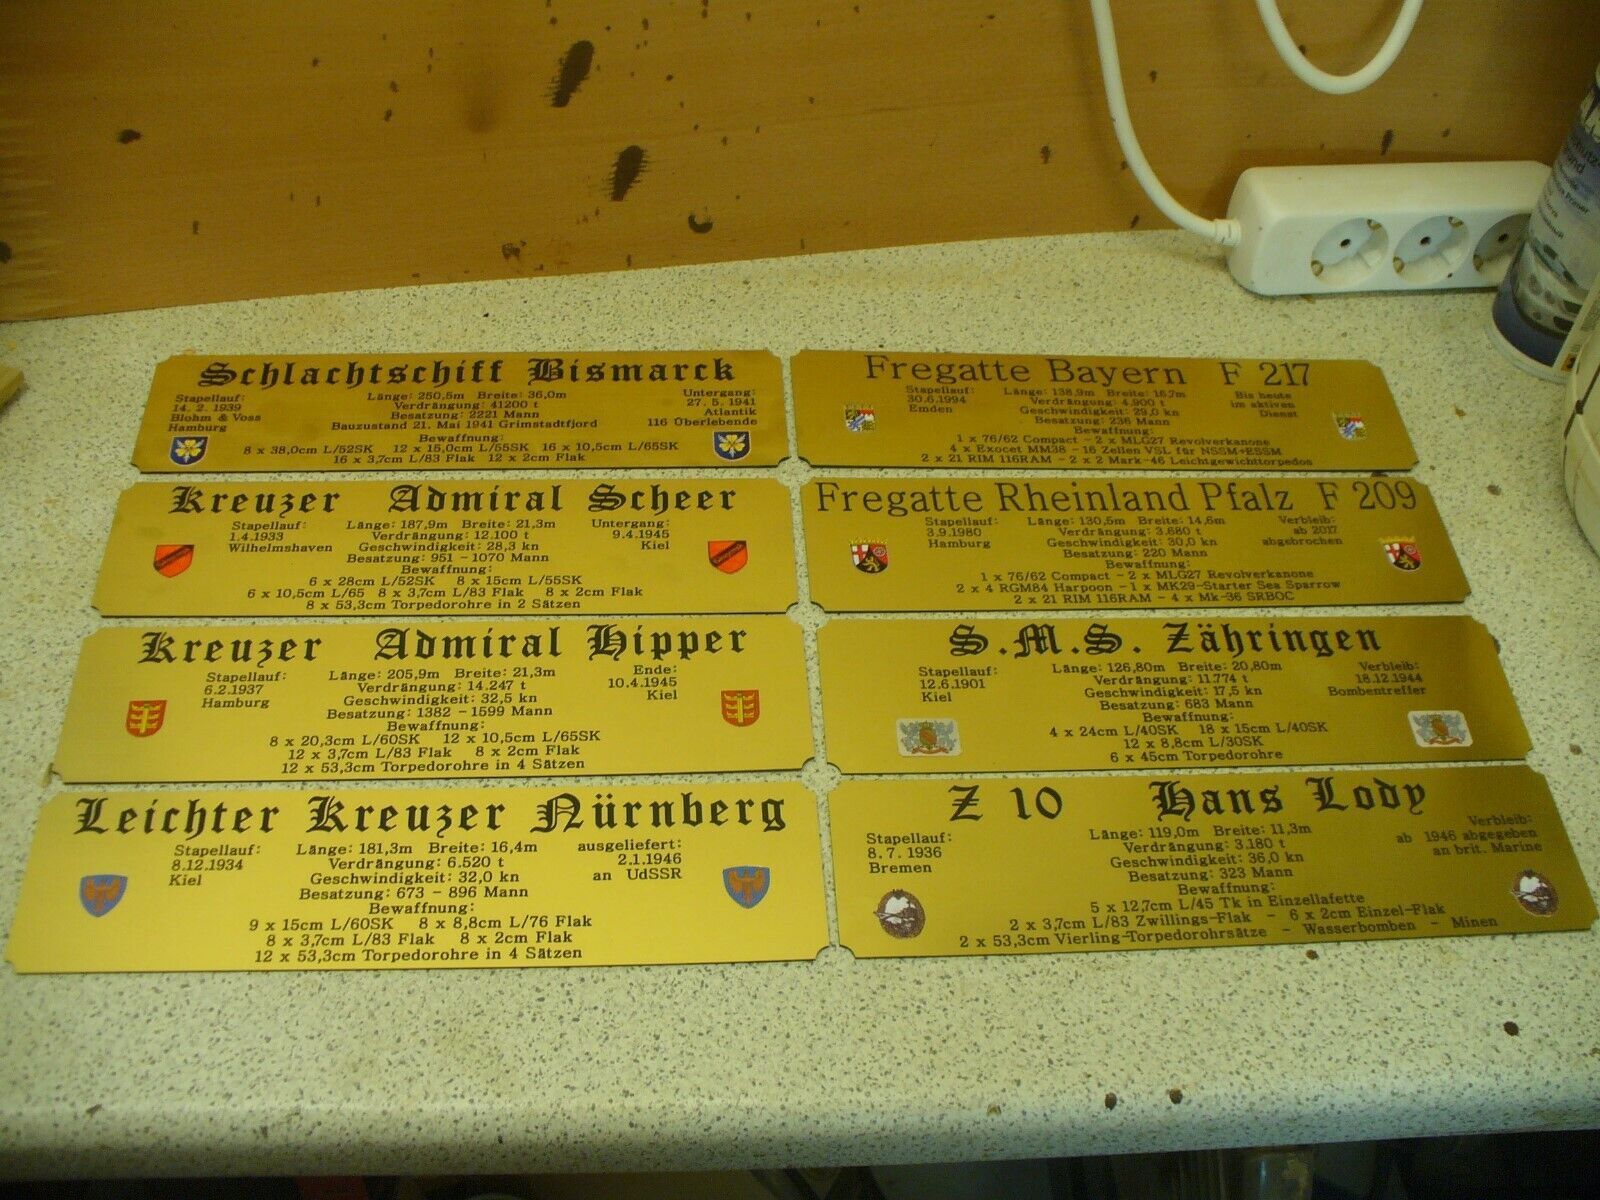 Schlachtschiff Bismarck
Stapellauf:
14. 2. 1939
Blohm & Voss
Hamburg
Länge: 250,5m Breite: 36,0m
Verdrängung: 41200 t
Besatzung: 2221 Mann
Bauzustand 21. Mai 1941 Grimstadtfjord
Untergang:
27. 5. 1941
Atlantik
116 Überlebende
Bewaffnung:
8 x 38,0cm L/52SK 12 x 15,0cm L/55SK 16 x 10,5cm L/65SK
16 x 3,7cm L/83 Flak 12 x 2cm Flak
Kreuzer Admiral Scheer
Stapellauf:
1.4.1933
Wilhelmshaven
Länge: 187,9m Breite: 21,3m
Verdrängung: 12.100 t
Geschwindigkeit: 28,3 kn
Besatzung: 951 - 1070 Mann
Untergang:
9.4.1945
Kiel
Bewaffnung:
6 x 28cm L/52SK 8 x 15cm L/55SK
6 x 10,5cm L/65 8 x 3,7cm L/83 Flak 8 x 2cm Flak
8 x 53,3cm Torpedorohre in 2 Sätzen
Kreuzer Admiral Hipper
Stapellauf:
6.2.1937
Hamburg
Länge: 205,9m Breite: 21,3m
Verdrängung: 14.247 t
Geschwindigkeit: 32,5 kn
Besatzung: 1382 - 1599 Mann
Ende:
10.4.1945
Kiel
Bewaffnung:
8 x 20,3cm L/60SK 12 x 10,5cm L/65SK
12 x 3,7cm L/83 Flak 8 x 2cm Flak
12 x 53,3cm Torpedorohre in 4 Sätzen
Leichter Kreuzer Nürnberg
Stapellauf:
8.12.1934
Kiel
Länge: 181,3m Breite: 16,4m
Verdrängung: 6.520 t
Geschwindigkeit: 32,0 kn
Besatzung: 673 - 896 Mann
ausgeliefert:
2.1.1946
an UdSSR
Bewaffnung:
9 x 15cm L/60SK 8 x 8,8cm L/76 Flak
8 x 3,7cm L/83 Flak 8 x 2cm Flak
12 x 53,3cm Torpedorohre in 4 Sätzen
Fregatte Bayern F 217
Stapellauf:
30.6.1994
Emden
Länge: 138,9m Breite: 16,7m
Verdrängung: 4.900 t
Geschwindigkeit: 29,0 kn
Besatzung: 236 Mann
Bis heute
im aktiven
Dienst
Bewaffnung:
1 x 76/62 Compact - 2 x MLG27 Revolverkanone
4 x Exocet MM38 - 16 Zellen VSL für NSSM+ESSM
2 x 21 RIM 116RAM - 2 x 2 Mark-46 Leichtgewichttorpedos
Fregatte Rheinland Pfalz F 209
Stapellauf:
3.9.1980
Hamburg
Länge: 130,5m Breite: 14,6m
Verdrängung: 3.680 t
Geschwindigkeit: 30,0 kn
Besatzung: 220 Mann
Verbleib:
ab 2017
abgebrochen
Bewaffnung:
1 x 76/62 Compact - 2 x MLG27 Revolverkanone
2 x 4 RGM84 Harpoon - 1 x MK29-Starter Sea Sparrow
2 x 21 RIM 116RAM - 4 x Mk-36 SRBOC
S.M.S. Zähringen
Stapellauf:
12.6.1901
Kiel
Länge: 126,80m Breite: 20,80m
Verdrängung: 11.774 t
Geschwindigkeit: 17,5 kn
Besatzung: 683 Mann
Verbleib:
18.12.1944
Bombentreffer
Bewaffnung:
4 x 24cm L/40SK 18 x 15cm L/40SK
12 x 8,8cm L/30SK
6 x 45cm Torpedorohre
Z 10 Hans Lody
Stapellauf:
8. 7. 1936
Bremen
Länge: 119,0m Breite: 11,3m
Verdrängung: 3.180 t
Geschwindigkeit: 36,0 kn
Besatzung: 323 Mann
Verbleib:
ab 1946 abgegeben
an brit. Marine
Bewaffnung:
5 x 12,7cm L/45 Tk in Einzellafette
2 x 3,7cm L/83 Zwillings-Flak - 6 x 2cm Einzel-Flak
2 x 53,3cm Vierling-Torpedorohrsätze - Wasserbomben - Minen